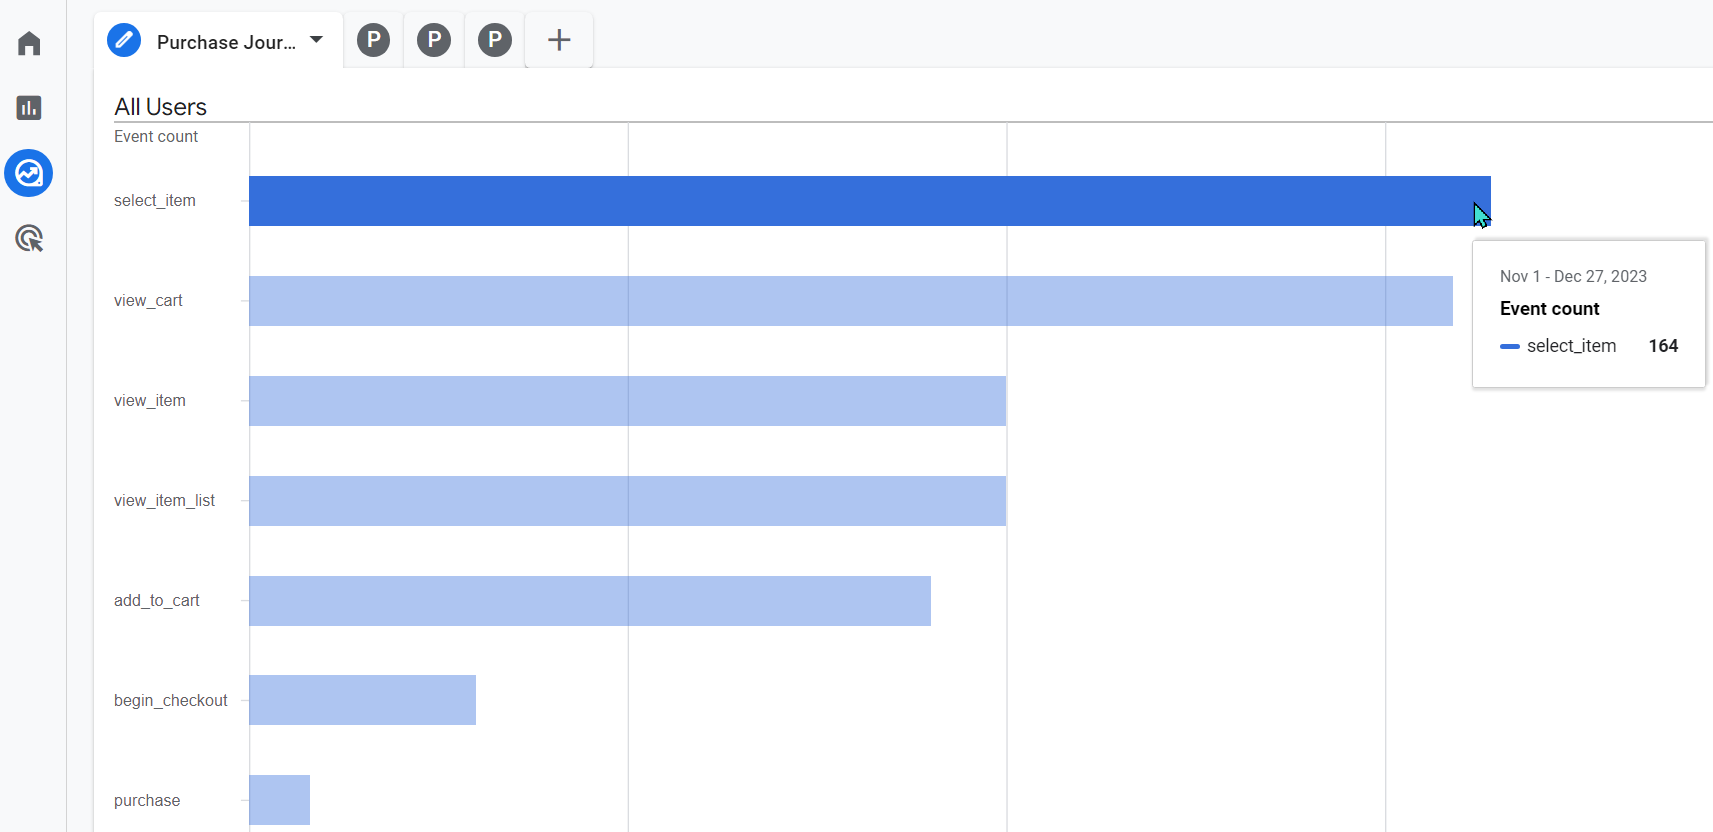 Purchase Jour...
P
P
P
All Users
Event count
select_item
view_cart
Nov 1 - Dec 27, 2023
Event count
select_item 164
view_item
view_item_list
add_to_cart
begin_checkout
purchase